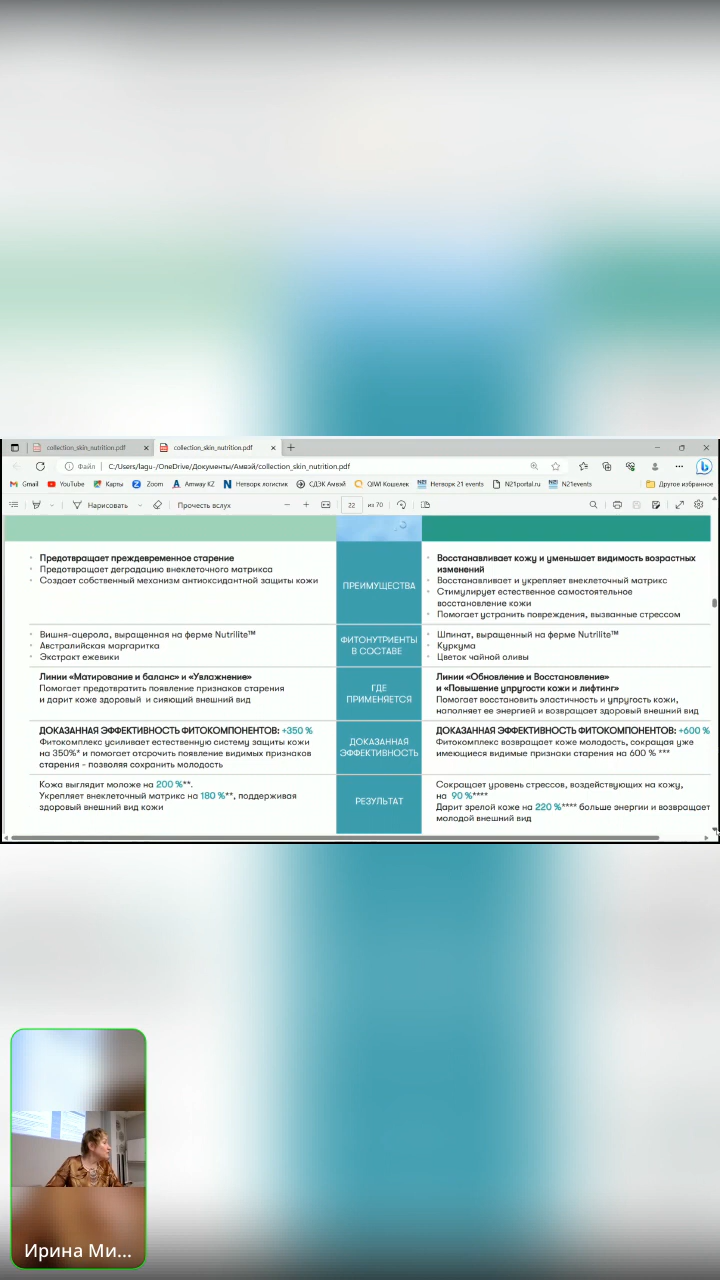 collection_skin_nutrition.pdf
collection_skin_nutrition.pdf
Файл
C:/Users/lagu-/OneDrive/Документы/Амвэй/collection_skin_nutrition.pdf
Gmail YouTube Карты Zoom Amway KZ Нетворк логистик СДЭК Амвэй QIWI Кошелек Нетворк 21 events N21portal.ru N21events Другое избранное
Нарисовать Прочесть вслух 22 из 70
Предотвращает преждевременное старение
Предотвращает деградацию внеклеточного матрикса
Создает собственный механизм антиоксидантной защиты кожи
ПРЕИМУЩЕСТВА
Восстанавливает кожу и уменьшает видимость возрастных
изменений
Восстанавливает и укрепляет внеклеточный матрикс
Стимулирует естественное самостоятельное
восстановление кожи
Помогает устранить повреждения, вызванные стрессом
Вишня-ацерола, выращенная на ферме Nutrilite™
Австралийская маргаритка
Экстракт ежевики
ФИТОНУТРИЕНТЫ
В СОСТАВЕ
Шпинат, выращенный на ферме Nutrilite™
Куркума
Цветок чайной оливы
Линии «Матирование и баланс» и «Увлажнение»
Помогает предотвратить появление признаков старения
и дарит коже здоровый и сияющий внешний вид
ГДЕ
ПРИМЕНЯЕТСЯ
Линии «Обновление и Восстановление»
и «Повышение упругости кожи и лифтинг»
Помогает восстановить эластичность и упругость кожи,
наполняет ее энергией и возвращает здоровый внешний вид
ДОКАЗАННАЯ ЭФФЕКТИВНОСТЬ ФИТОКОМПОНЕНТОВ: +350 %
Фитокомплекс усиливает естественную систему защиты кожи
на 350%* и помогает отсрочить появление видимых признаков
старения - позволяя сохранить молодость
ДОКАЗАННАЯ
ЭФФЕКТИВНОСТЬ
ДОКАЗАННАЯ ЭФФЕКТИВНОСТЬ ФИТОКОМПОНЕНТОВ: +600 %
Фитокомплекс возвращает коже молодость, сокращая уже
имеющиеся видимые признаки старения на 600 % ***
Кожа выглядит моложе на 200 %**.
Укрепляет внеклеточный матрикс на 180 %**, поддерживая
здоровый внешний вид кожи
РЕЗУЛЬТАТ
Сокращает уровень стрессов, воздействующих на кожу,
на 90 %****
Дарит зрелой коже на 220 %**** больше энергии и возвращает
молодой внешний вид
Ирина Ми...